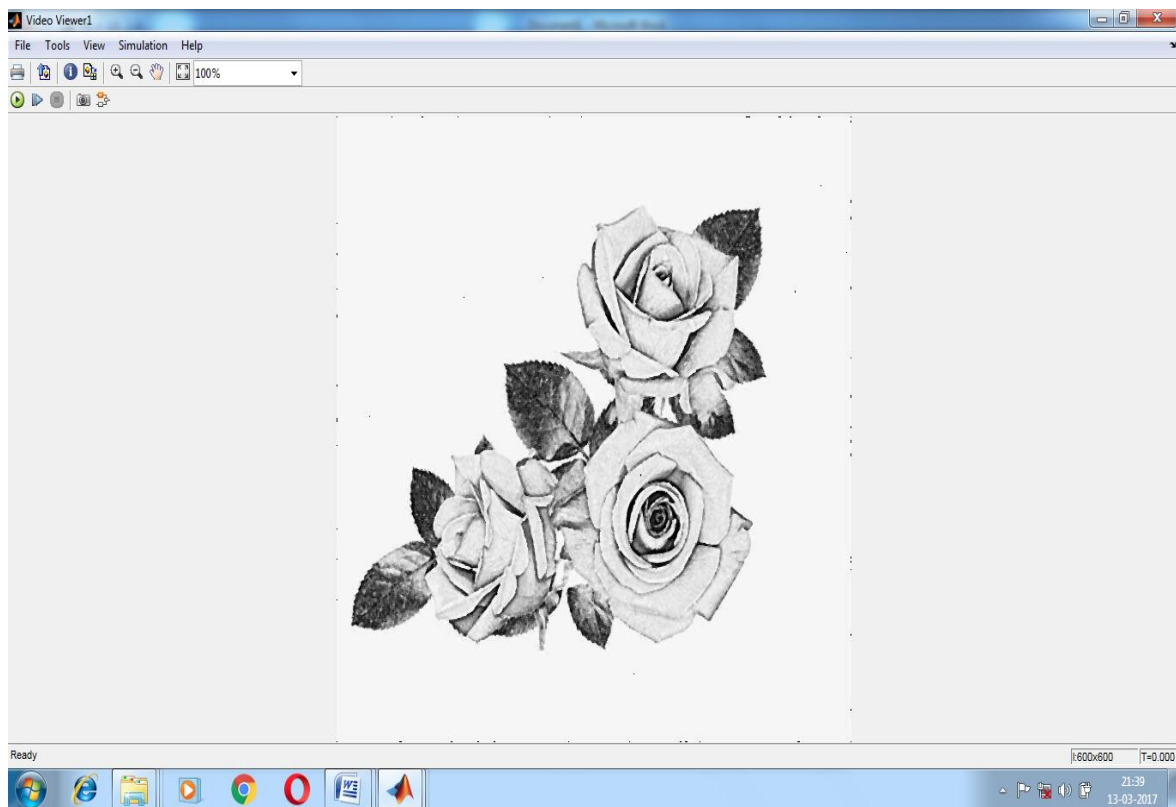 Video Viewer1
File Tools View Simulation Help
100%
Ready
I:600x600 T=0.000
21:39
13-03-2017